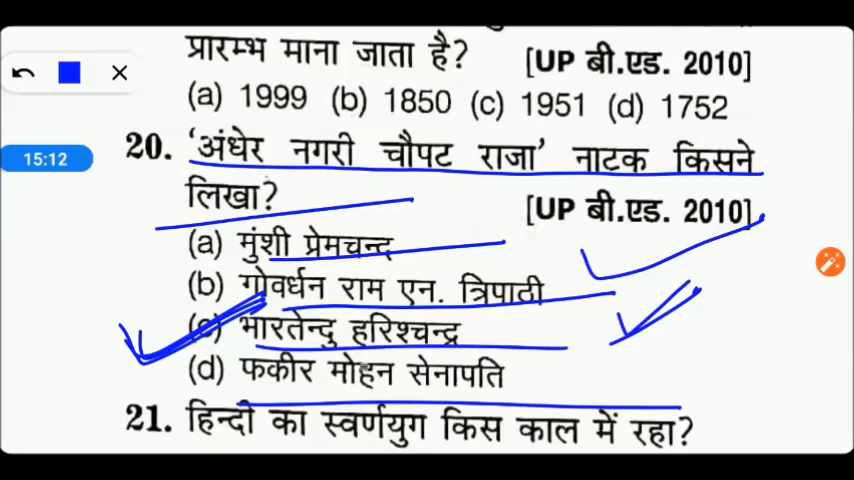 प्रारम्भ माना जाता है? [UP बी.एड. 2010]
(a) 1999 (b) 1850 (c) 1951 (d) 1752
15:12
20. ‘अंधेर नगरी चौपट राजा’ नाटक किसने
लिखा? [UP बी.एड. 2010]
(a) मुंशी प्रेमचन्द
(b) गोवर्धन राम एन. त्रिपाठी
(c) भारतेन्दु हरिश्चन्द्र
(d) फकीर मोहन सेनापति
21. हिन्दी का स्वर्णयुग किस काल में रहा?